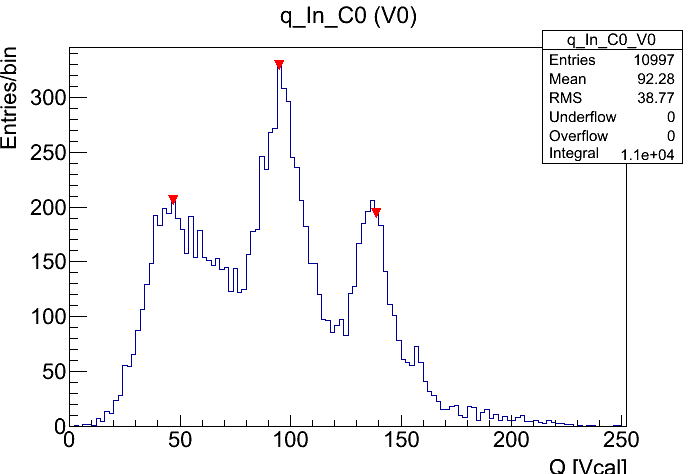 q_In_C0 (V0)
q_In_C0_V0
Entries 10997
Mean 92.28
RMS 38.77
Underflow 0
Overflow 0
Integral 1.1e+04
Entries/bin
300
250
200
150
100
50
0
0 50 100 150 200 250
Q [Vcal]